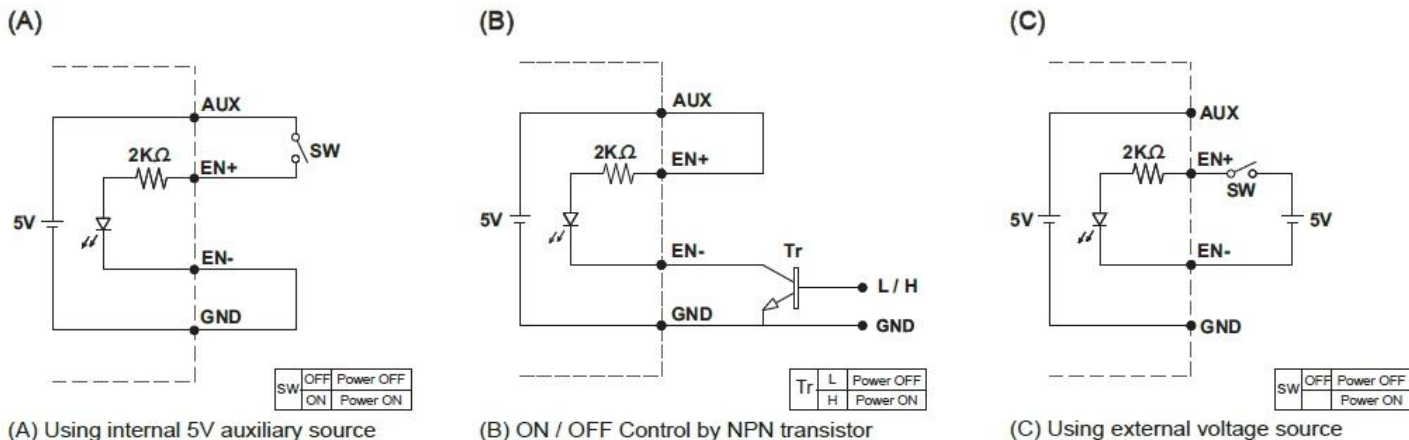 (A)
AUX
2KΩ
EN+
SW
5V
EN-
GND
SW OFF Power OFF
ON Power ON
(A) Using internal 5V auxiliary source
(B)
AUX
2KΩ
EN+
5V
EN-
Tr
L / H
GND
GND
Tr L Power OFF
H Power ON
(B) ON / OFF Control by NPN transistor
(C)
AUX
2KΩ
EN+
SW
5V
5V
EN-
GND
SW OFF Power OFF
Power ON
(C) Using external voltage source